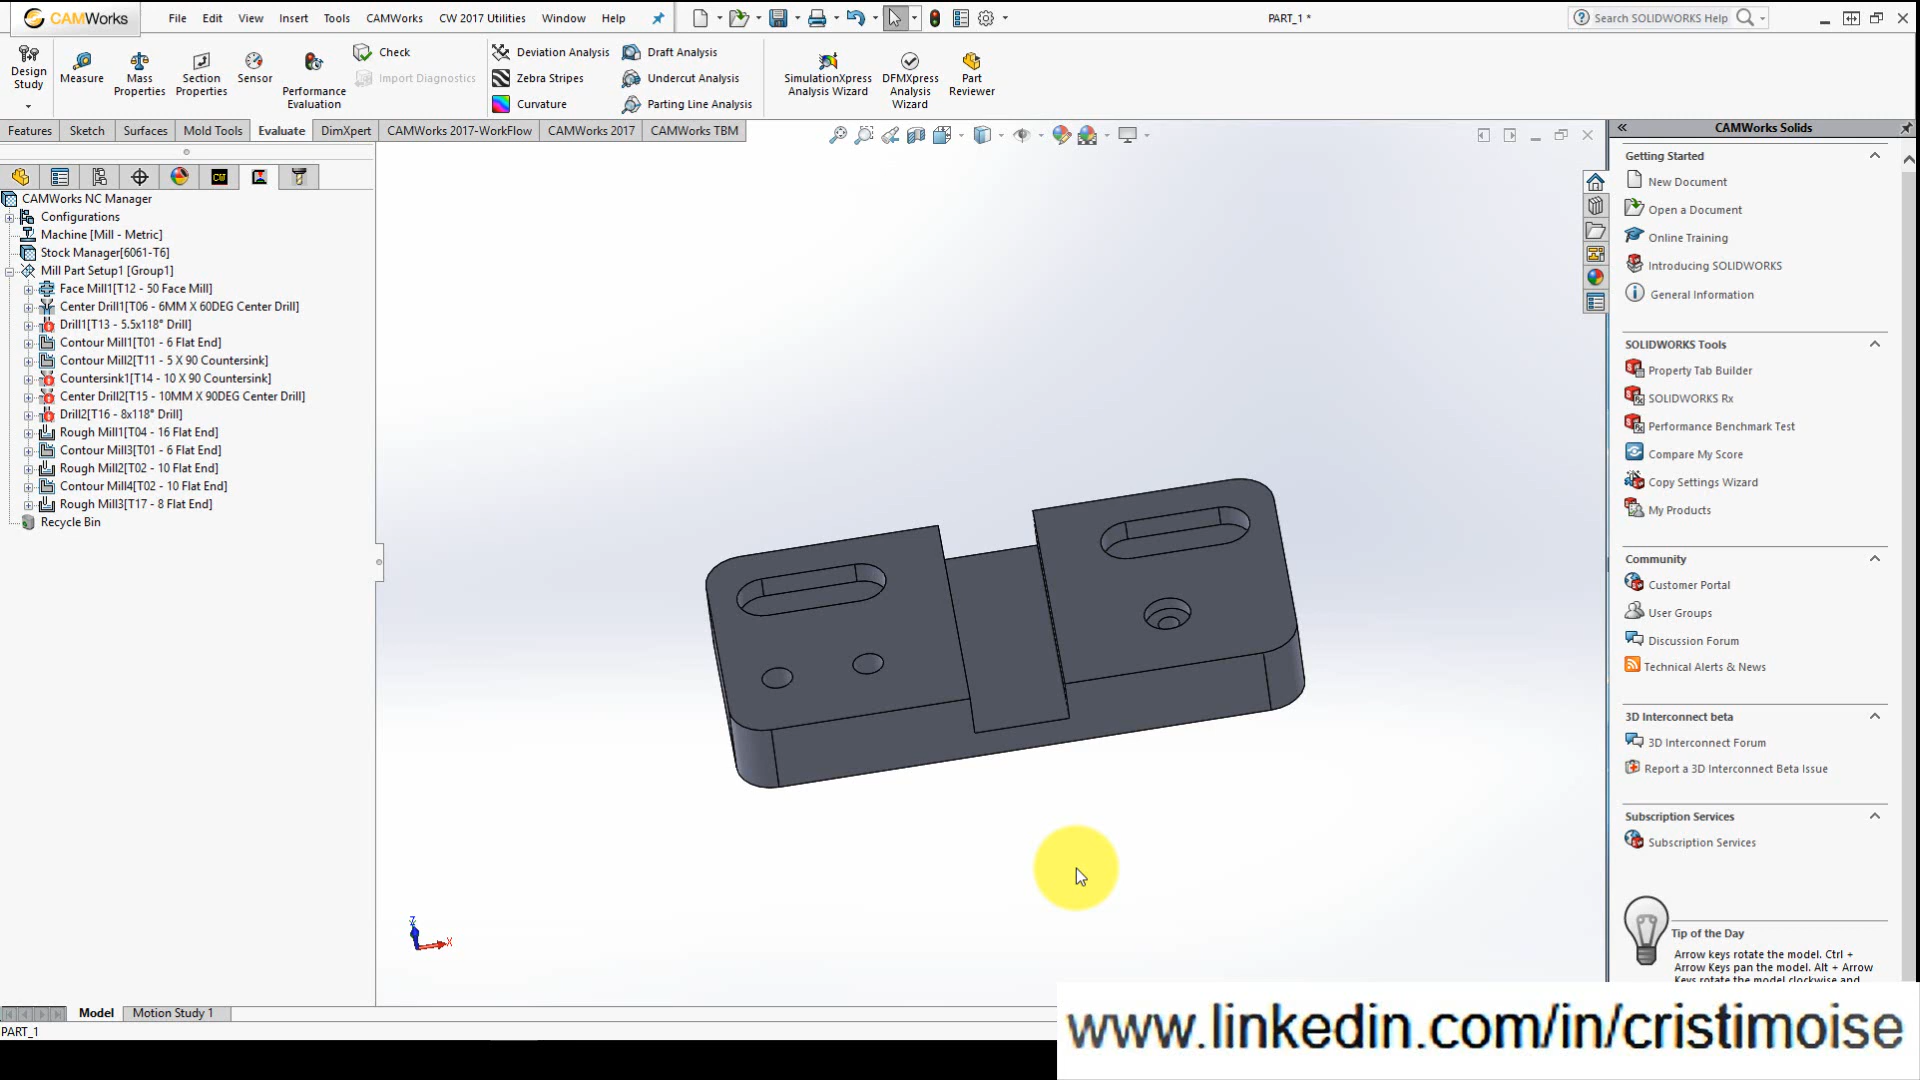 CAMWorks File Edit View Insert Tools CAMWorks CW 2017 Utilities Window Help PART_1 * Search SOLIDWORKS Help
Design Study
Measure
Mass Properties
Section Properties
Sensor
Performance Evaluation
Check
Import Diagnostics
Deviation Analysis
Zebra Stripes
Curvature
Draft Analysis
Undercut Analysis
Parting Line Analysis
SimulationXpress Analysis Wizard
DFMXpress Analysis Wizard
Part Reviewer
Features Sketch Surfaces Mold Tools Evaluate DimXpert CAMWorks 2017-WorkFlow CAMWorks 2017 CAMWorks TBM
CAMWorks NC Manager
Configurations
Machine [Mill - Metric]
Stock Manager[6061-T6]
Mill Part Setup1 [Group1]
Face Mill1[T12 - 50 Face Mill]
Center Drill1[T06 - 6MM X 60DEG Center Drill]
Drill1[T13 - 5.5x118° Drill]
Contour Mill1[T01 - 6 Flat End]
Contour Mill2[T11 - 5 X 90 Countersink]
Countersink1[T14 - 10 X 90 Countersink]
Center Drill2[T15 - 10MM X 90DEG Center Drill]
Drill2[T16 - 8x118° Drill]
Rough Mill1[T04 - 16 Flat End]
Contour Mill3[T01 - 6 Flat End]
Rough Mill2[T02 - 10 Flat End]
Contour Mill4[T02 - 10 Flat End]
Rough Mill3[T17 - 8 Flat End]
Recycle Bin
Z
X
CAMWorks Solids
Getting Started
New Document
Open a Document
Online Training
Introducing SOLIDWORKS
General Information
SOLIDWORKS Tools
Property Tab Builder
SOLIDWORKS Rx
Performance Benchmark Test
Compare My Score
Copy Settings Wizard
My Products
Community
Customer Portal
User Groups
Discussion Forum
Technical Alerts & News
3D Interconnect beta
3D Interconnect Forum
Report a 3D Interconnect Beta Issue
Subscription Services
Subscription Services
Tip of the Day
Arrow keys rotate the model. Ctrl +
Arrow Keys pan the model. Alt + Arrow
Keys rotate the model clockwise and
Model Motion Study 1
PART_1
www.linkedin.com/in/cristimoise